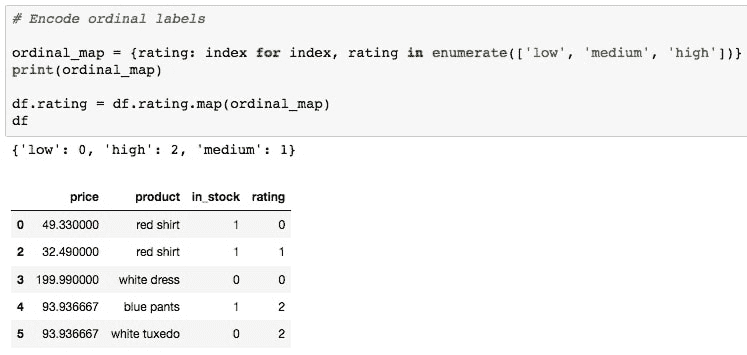 # Encode ordinal labels
ordinal_map = {rating: index for index, rating in enumerate(['low', 'medium', 'high'])}
print(ordinal_map)
df.rating = df.rating.map(ordinal_map)
df
{'low': 0, 'high': 2, 'medium': 1}
price product in_stock rating
0 49.330000 red shirt 1 0
2 32.490000 red shirt 1 1
3 199.990000 white dress 0 0
4 93.936667 blue pants 1 2
5 93.936667 white tuxedo 0 2